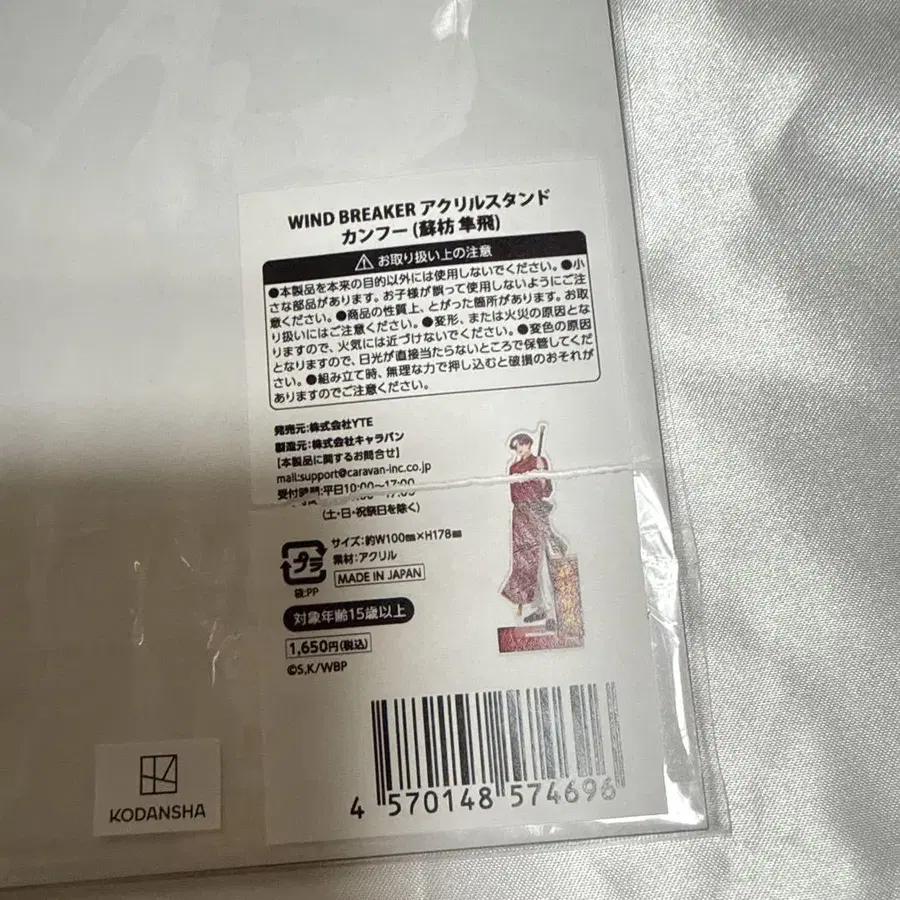 WIND BREAKER アクリルスタンド
カンフー (蘇枋 隼飛)
お取り扱い上の注意
●本製品を本来の目的以外には使用しないでください。●小
さな部品があります。お子様が誤って使用しないようにご注
意ください。●商品の性質上、とがった箇所があります。お取
り扱いにはご注意ください。●変形、または火災の原因とな
りますので、火気には近づけないでください。●変色の原因
となりますので、日光が直接当たらないところで保管してくだ
さい。●組み立て時、無理な力で押し込むと破損のおそれが
ありますのでご注意ください。
発売元:株式会社YTE
製造元:株式会社キャラバン
【本製品に関するお問合せ】
mail:support@caravan-inc.co.jp
受付時間:平日10:00〜17:00
(土・日・祝祭日を除く)
サイズ:約W100mm×H178mm
素材:アクリル
プラ
袋:PP
MADE IN JAPAN
対象年齢15歳以上
1,650円(税込)
©S,K/WBP
KODANSHA
4 570148 574696